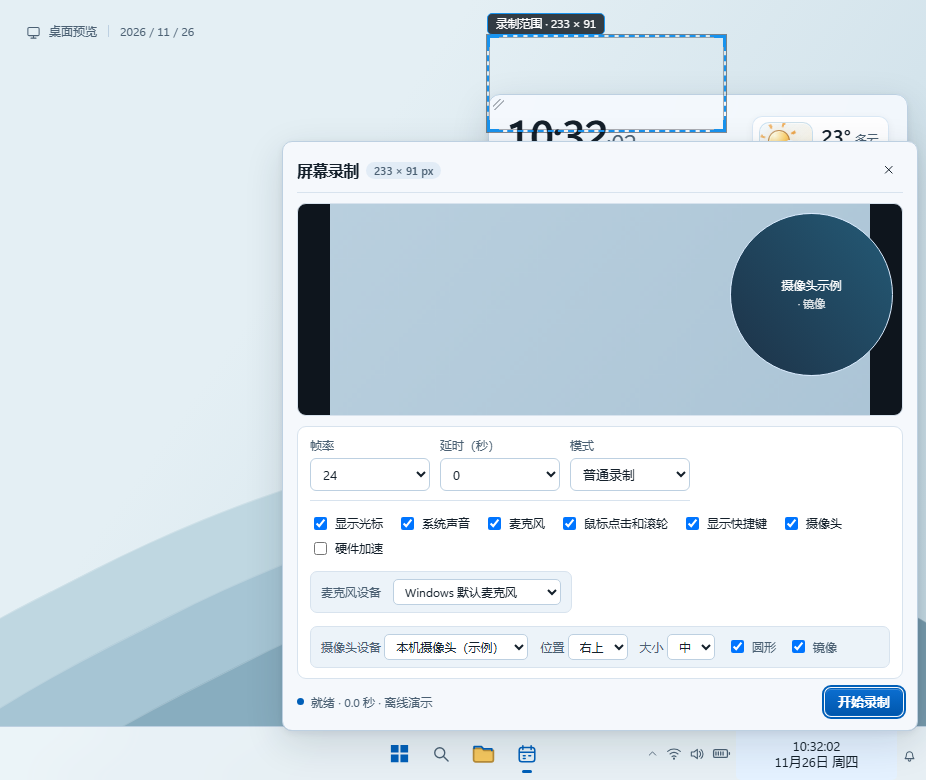 桌面预览 2026 / 11 / 26
录制范围 · 233 × 91
10:32:02
23° 多云
屏幕录制 233 × 91 px
摄像头示例
· 镜像
帧率 延时（秒） 模式
24 0 普通录制
显示光标 系统声音 麦克风 鼠标点击和滚轮 显示快捷键 摄像头
硬件加速
麦克风设备 Windows 默认麦克风
摄像头设备 本机摄像头（示例） 位置 右上 大小 中 圆形 镜像
就绪 · 0.0 秒 · 离线演示 开始录制
10:32:02
11月26日 周四